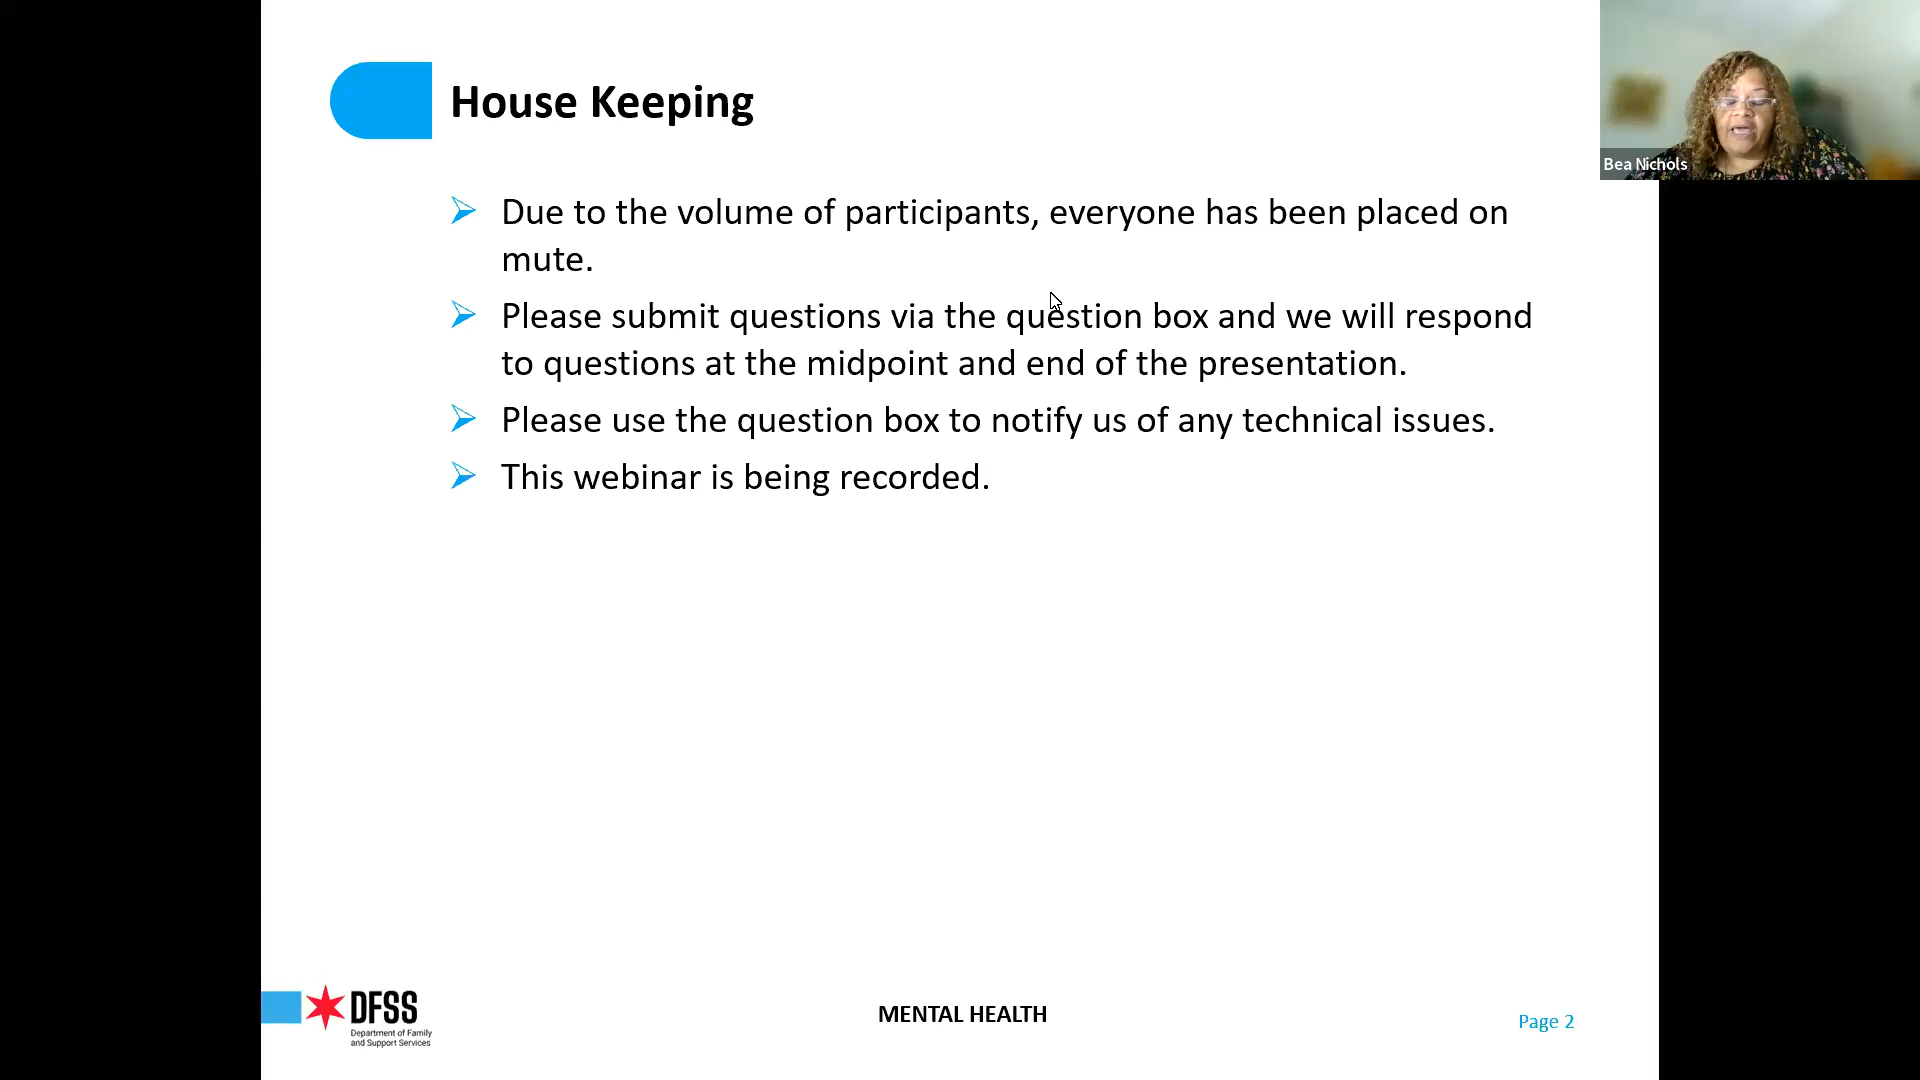 House Keeping
Bea Nichols
Due to the volume of participants, everyone has been placed on
mute.
Please submit questions via the question box and we will respond
to questions at the midpoint and end of the presentation.
Please use the question box to notify us of any technical issues.
This webinar is being recorded.
DFSS
Department of Family
and Support Services
MENTAL HEALTH
Page 2